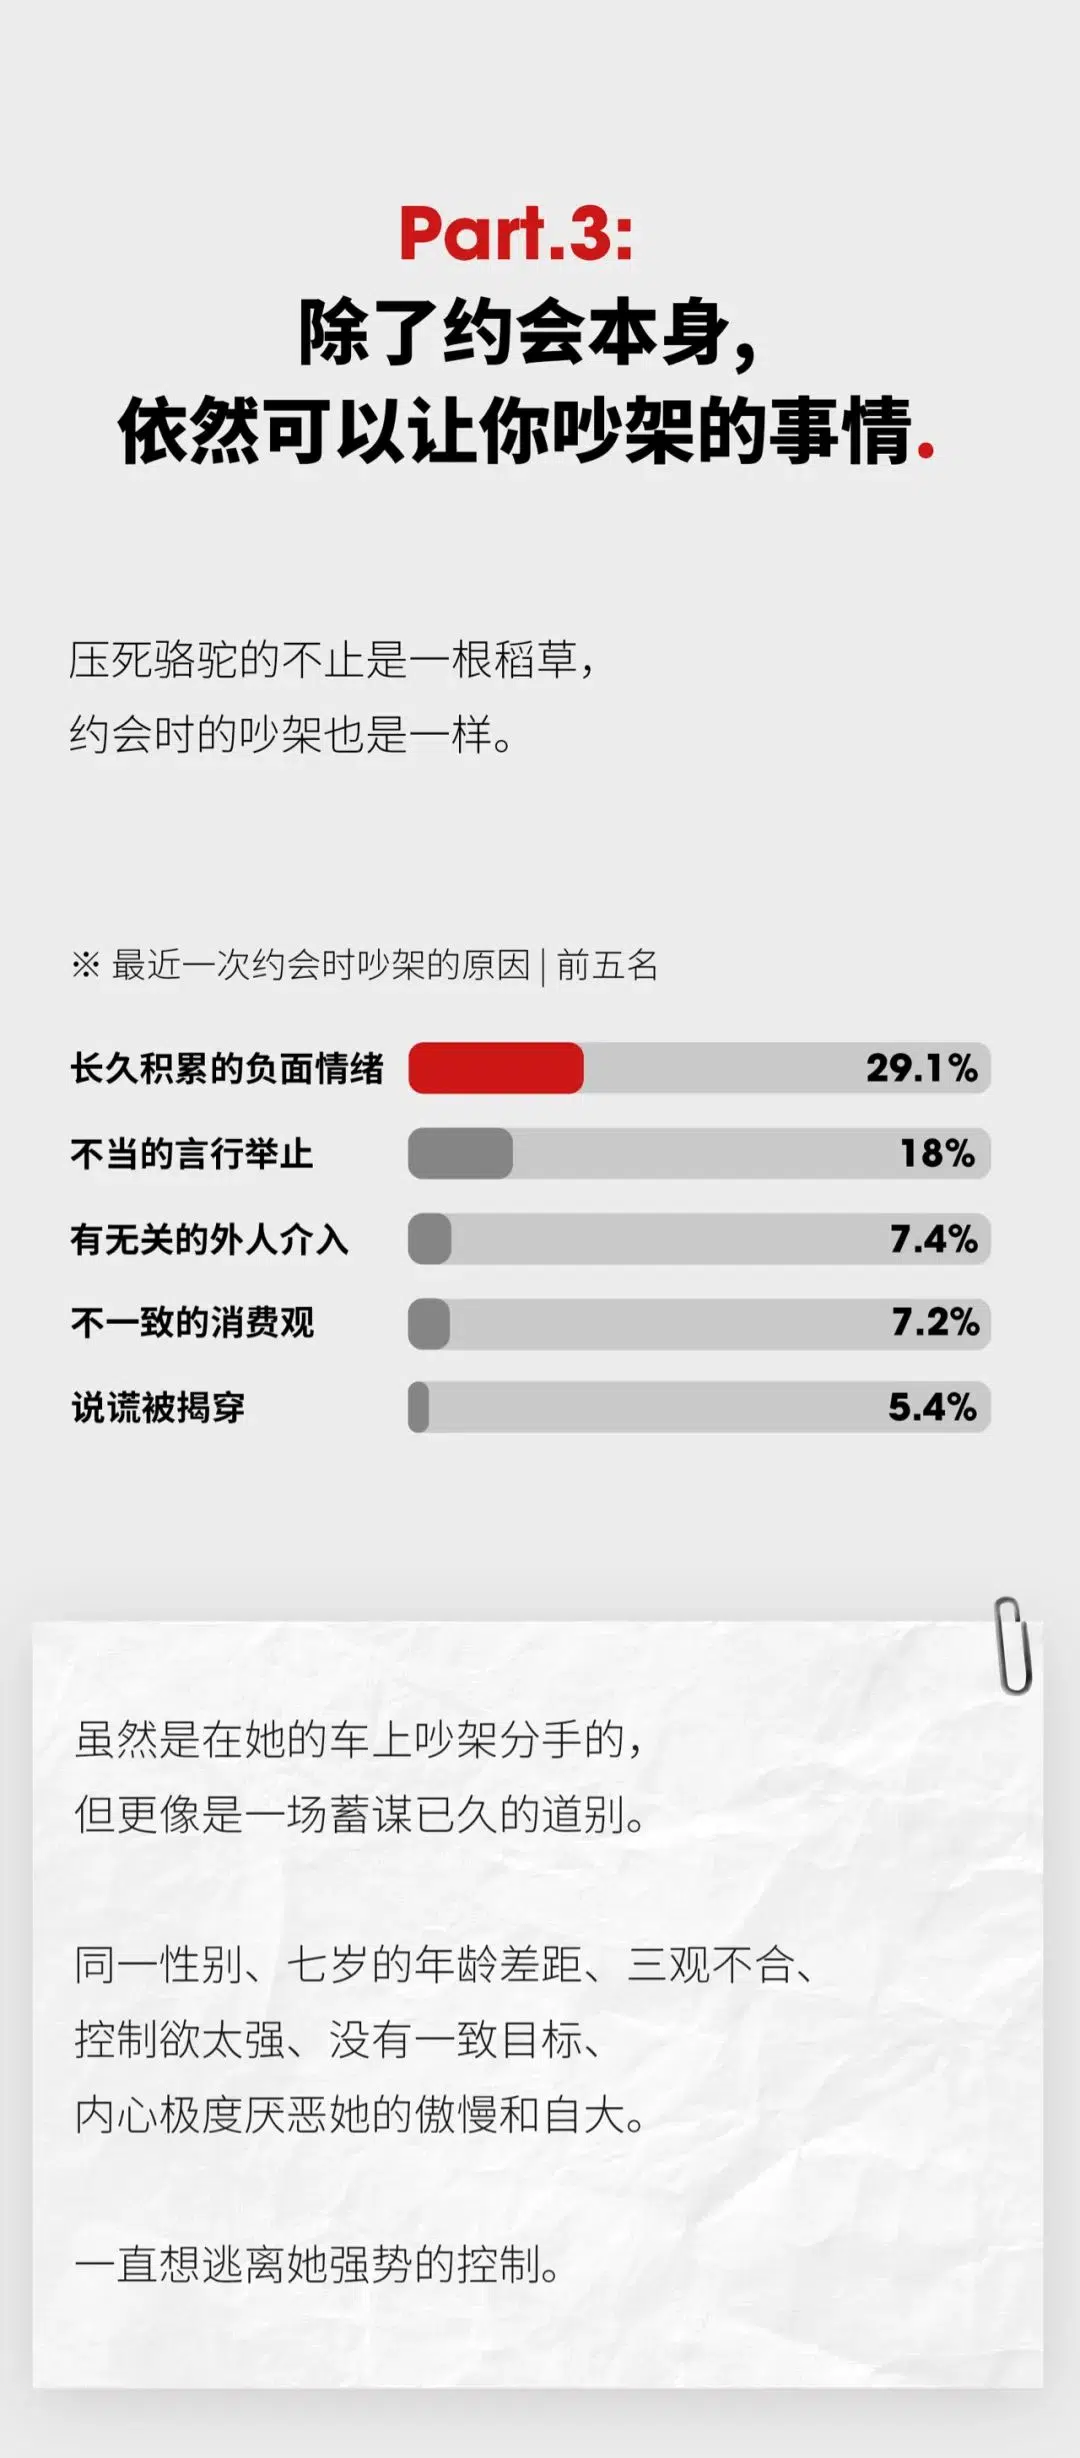 Part.3:
除了约会本身，
依然可以让你吵架的事情.
压死骆驼的不止是一根稻草，
约会时的吵架也是一样。
※ 最近一次约会时吵架的原因 | 前五名
长久积累的负面情绪 29.1%
不当的言行举止 18%
有无关的外人介入 7.4%
不一致的消费观 7.2%
说谎被揭穿 5.4%
虽然是在她的车上吵架分手的，
但更像是一场蓄谋已久的道别。
同一性别、七岁的年龄差距、三观不合、
控制欲太强、没有一致目标、
内心极度厌恶她的傲慢和自大。
一直想逃离她强势的控制。